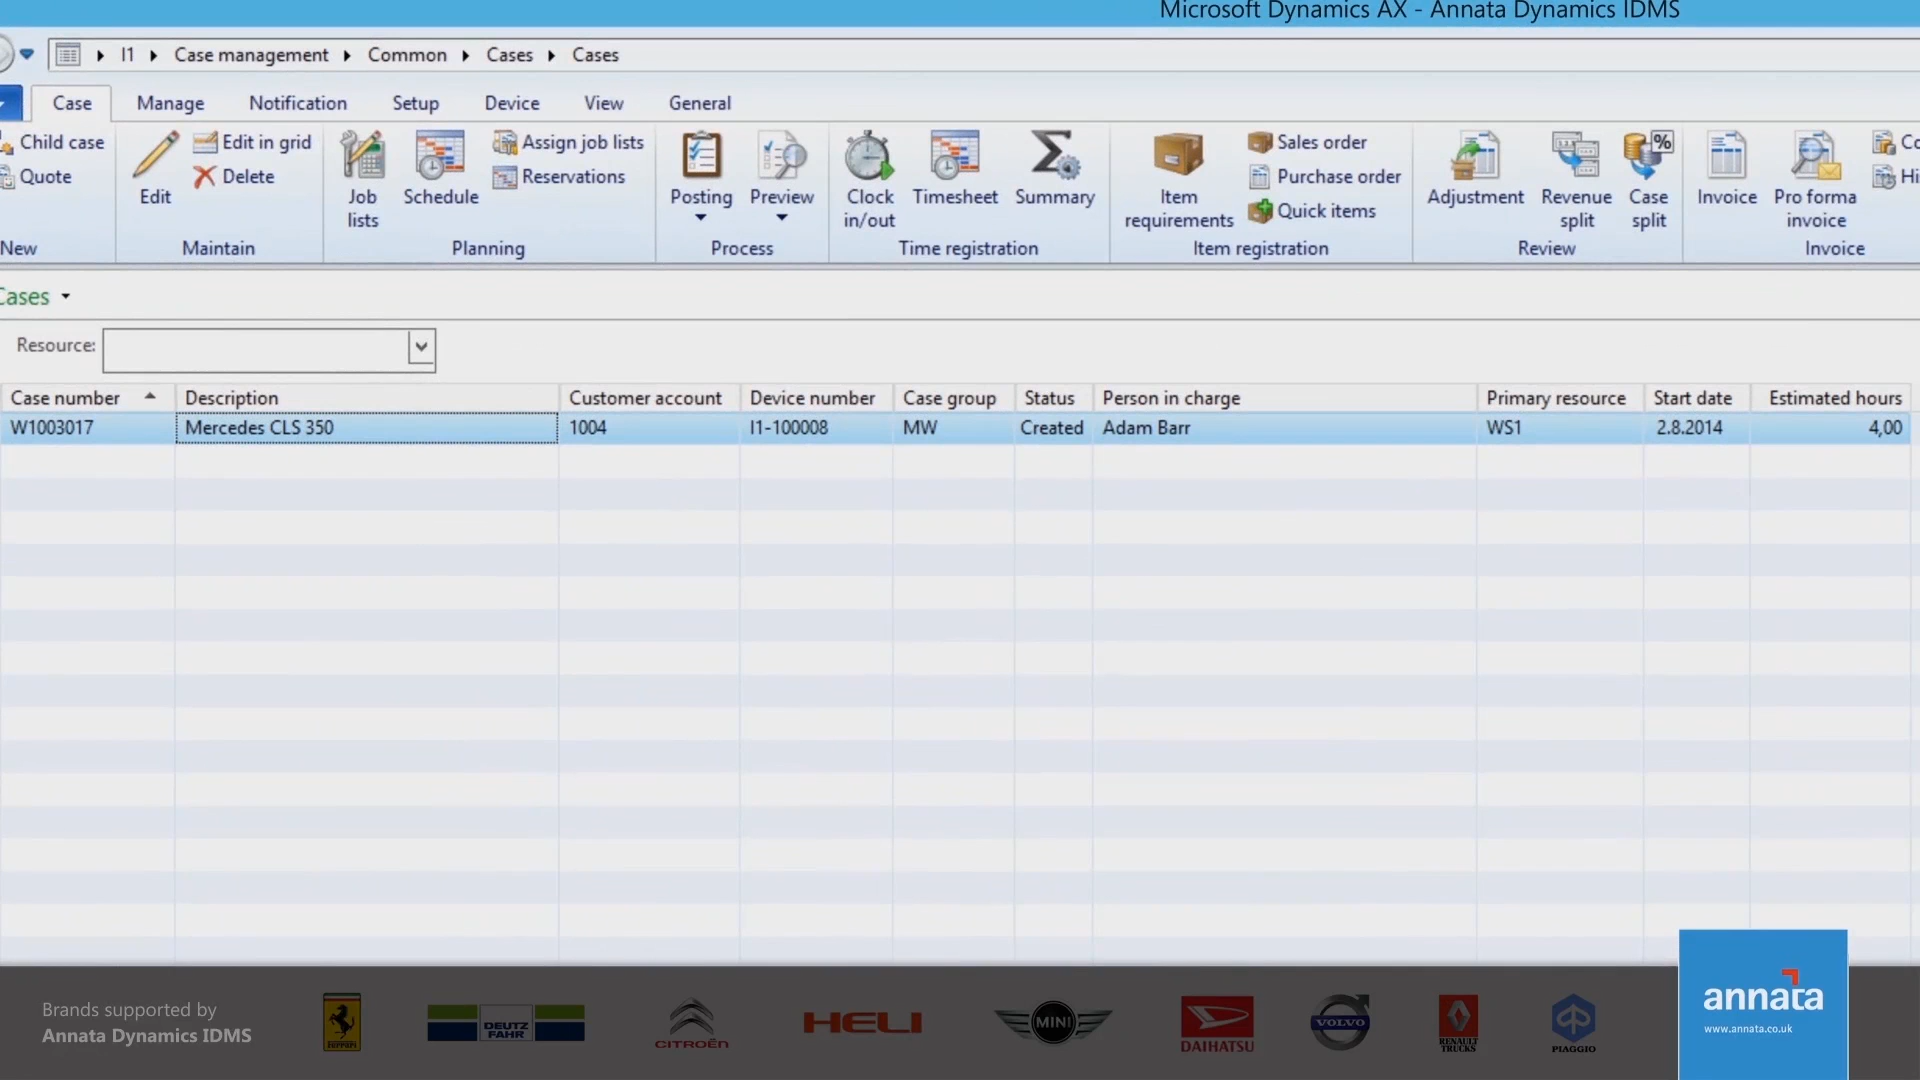 Microsoft Dynamics AX - Annata Dynamics IDMS
I1 Case management Common Cases Cases
Case Manage Notification Setup Device View General
Child case
Quote
New
Edit
Edit in grid
Delete
Maintain
Job lists
Schedule
Assign job lists
Reservations
Planning
Posting
Preview
Process
Clock in/out
Timesheet
Summary
Time registration
Item requirements
Sales order
Purchase order
Quick items
Item registration
Adjustment
Revenue split
Case split
Review
Invoice
Pro forma invoice
Invoice
Cases
Resource:
Case number Description Customer account Device number Case group Status Person in charge Primary resource Start date Estimated hours
W1003017 Mercedes CLS 350 1004 I1-100008 MW Created Adam Barr WS1 2.8.2014 4,00
Brands supported by
Annata Dynamics IDMS
Ferrari
DEUTZ FAHR
CITROËN
HELI
MINI
DAIHATSU
VOLVO
RENAULT TRUCKS
PIAGGIO
annata
www.annata.co.uk